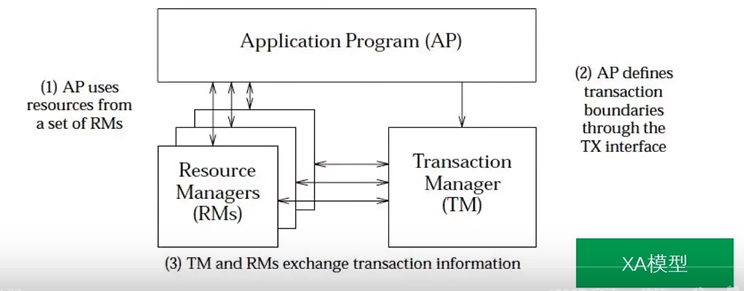 Application Program (AP)
(1) AP uses
resources from
a set of RMs
(2) AP defines
transaction
boundaries
through the
TX interface
Resource
Managers
(RMs)
Transaction
Manager
(TM)
(3) TM and RMs exchange transaction information
XA模型